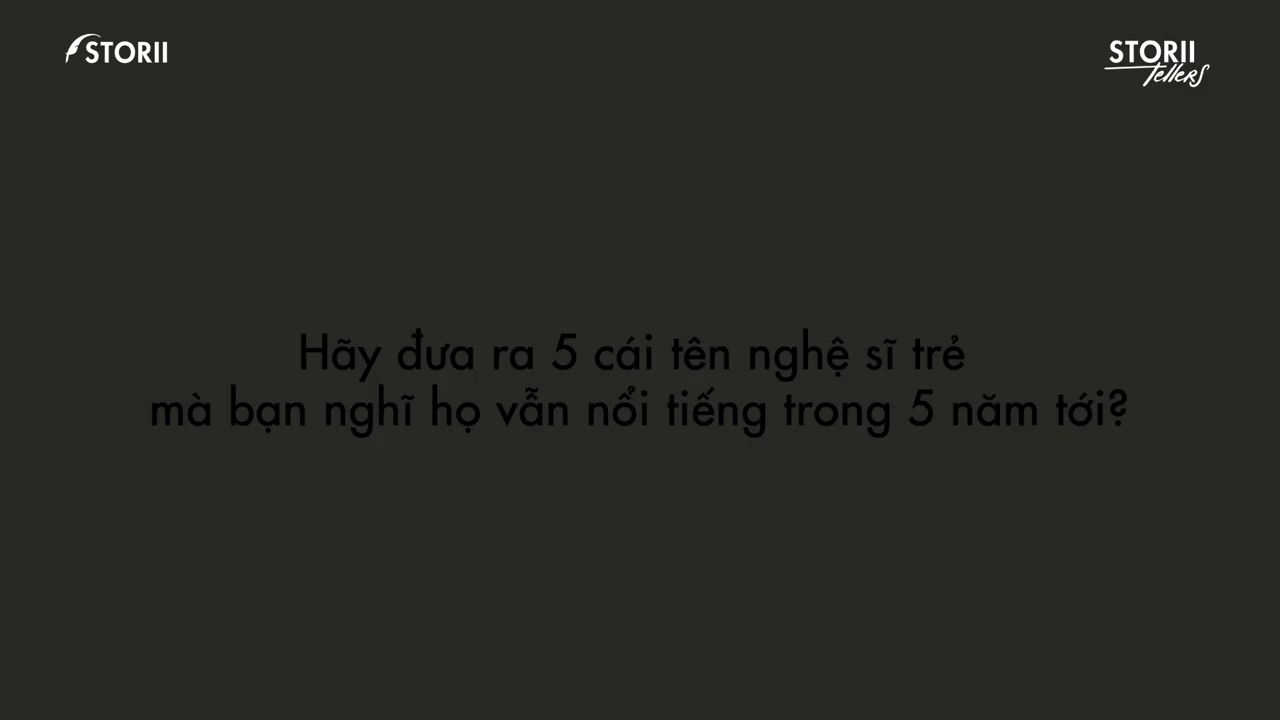 STORII
STORII
Tellers
Hãy đưa ra 5 cái tên nghệ sĩ trẻ
mà bạn nghĩ họ vẫn nổi tiếng trong 5 năm tới?